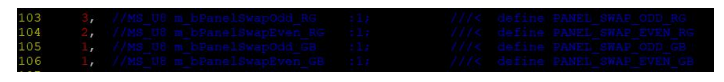 103 3, //MS_U8 m_bPanelSwapOdd_RG :1; ///< define PANEL_SWAP_ODD_RG
104 2, //MS_U8 m_bPanelSwapEven_RG :1; ///< define PANEL_SWAP_EVEN_RG
105 1, //MS_U8 m_bPanelSwapOdd_GB :1; ///< define PANEL_SWAP_ODD_GB
106 1, //MS_U8 m_bPanelSwapEven_GB :1; ///< define PANEL_SWAP_EVEN_GB